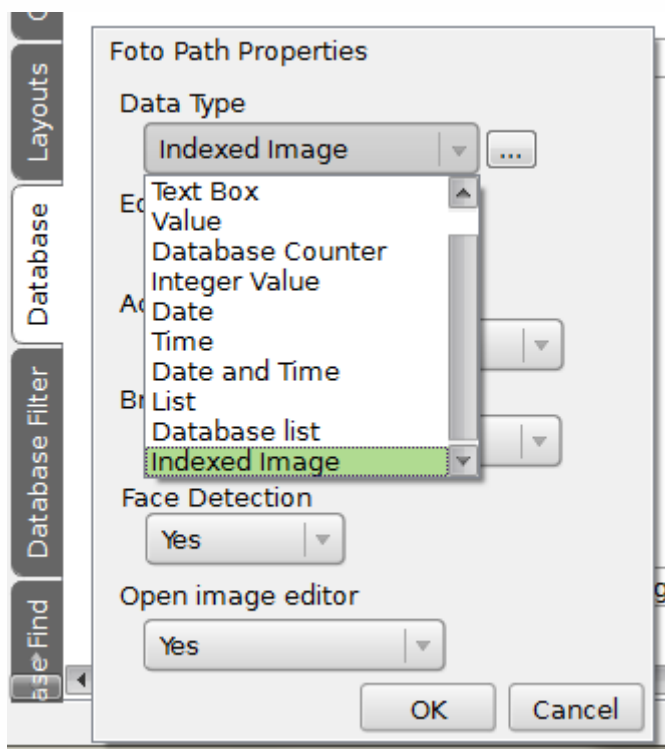 Layouts
Database
Database Filter
Find
Foto Path Properties
Data Type
Indexed Image
...
Text Box
Value
Database Counter
Integer Value
Date
Time
Date and Time
List
Database list
Indexed Image
Face Detection
Yes
Open image editor
Yes
OK
Cancel